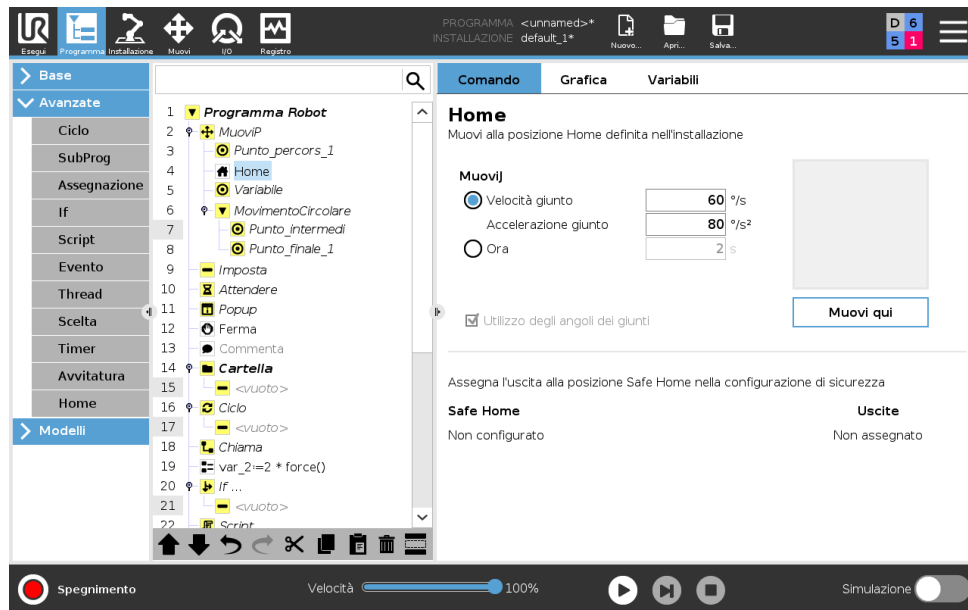 PROGRAMMA <unnamed>*
INSTALLAZIONE default_1*
UR
Esegui Programma Installazione Muovi I/O Registro Nuovo... Apri... Salva...
D 6
5 1
Base
Avanzate
Ciclo
SubProg
Assegnazione
If
Script
Evento
Thread
Scelta
Timer
Avvitatura
Home
Modelli
1 Programma Robot
2 MuoviP
3 Punto_percors_1
4 Home
5 Variabile
6 MovimentoCircolare
7 Punto_intermedi
8 Punto_finale_1
9 Imposta
10 Attendere
11 Popup
12 Ferma
13 Commenta
14 Cartella
15 <vuoto>
16 Ciclo
17 <vuoto>
18 Chiama
19 var_2:=2 * force()
20 If ...
21 <vuoto>
22 Script
Comando Grafica Variabili
Home
Muovi alla posizione Home definita nell'installazione
MuoviJ
Velocità giunto 60 °/s
Accelerazione giunto 80 °/s²
Ora 2 s
Utilizzo degli angoli dei giunti
Muovi qui
Assegna l'uscita alla posizione Safe Home nella configurazione di sicurezza
Safe Home Uscite
Non configurato Non assegnato
Spegnimento Velocità 100% Simulazione